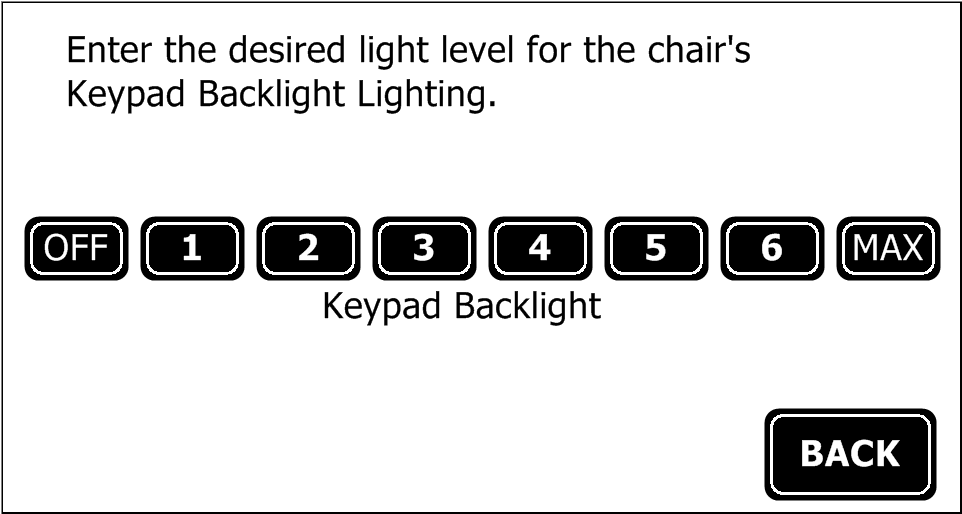 Enter the desired light level for the chair's
Keypad Backlight Lighting.
OFF 1 2 3 4 5 6 MAX
Keypad Backlight
BACK